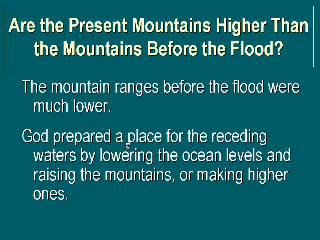 Are the Present Mountains Higher Than
the Mountains Before the Flood?
The mountain ranges before the flood were
much lower.
God prepared a place for the receding
waters by lowering the ocean levels and
raising the mountains, or making higher
ones.